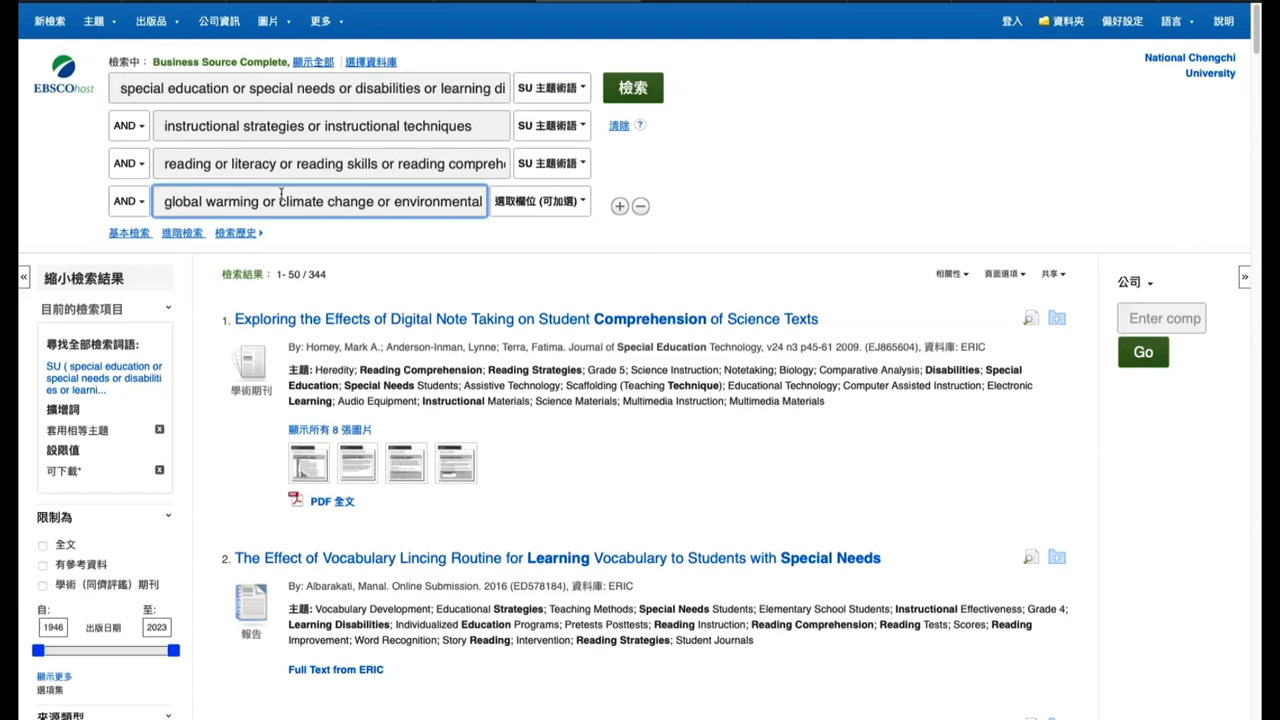 新檢索 主題 出版品 公司資訊 圖片 更多 登入 資料夾 偏好設定 語言 說明
檢索中： Business Source Complete, 顯示全部 選擇資料庫
National Chengchi
University
EBSCOhost
special education or special needs or disabilities or learning di SU 主題術語 檢索
AND instructional strategies or instructional techniques SU 主題術語 清除 ?
AND reading or literacy or reading skills or reading compreh SU 主題術語
AND global warming or climate change or environmental 選取欄位 (可加選)
基本檢索 進階檢索 檢索歷史
« 縮小檢索結果
目前的檢索項目
尋找全部檢索詞語:
SU ( special education or
special needs or disabiliti
es or learni...
擴增詞
套用相等主題
設限值
可下載*
限制為
全文
有參考資料
學術（同儕評鑑）期刊
自: 至:
1946 出版日期 2023
顯示更多
選項集
來源類型
檢索結果： 1- 50 / 344 相關性 頁面選項 共享
1. Exploring the Effects of Digital Note Taking on Student Comprehension of Science Texts
By: Horney, Mark A.; Anderson-Inman, Lynne; Terra, Fatima. Journal of Special Education Technology, v24 n3 p45-61 2009. (EJ865604), 資料庫: ERIC
主題: Heredity; Reading Comprehension; Reading Strategies; Grade 5; Science Instruction; Notetaking; Biology; Comparative Analysis; Disabilities; Special
Education; Special Needs Students; Assistive Technology; Scaffolding (Teaching Technique); Educational Technology; Computer Assisted Instruction; Electronic
Learning; Audio Equipment; Instructional Materials; Science Materials; Multimedia Instruction; Multimedia Materials
學術期刊
顯示所有 8 張圖片
PDF 全文
2. The Effect of Vocabulary Lincing Routine for Learning Vocabulary to Students with Special Needs
By: Albarakati, Manal. Online Submission. 2016 (ED578184), 資料庫: ERIC
主題: Vocabulary Development; Educational Strategies; Teaching Methods; Special Needs Students; Elementary School Students; Instructional Effectiveness; Grade 4;
Learning Disabilities; Individualized Education Programs; Pretests Posttests; Reading Instruction; Reading Comprehension; Reading Tests; Scores; Reading
Improvement; Word Recognition; Story Reading; Intervention; Reading Strategies; Student Journals
報告
Full Text from ERIC
公司
»
Enter comp
Go